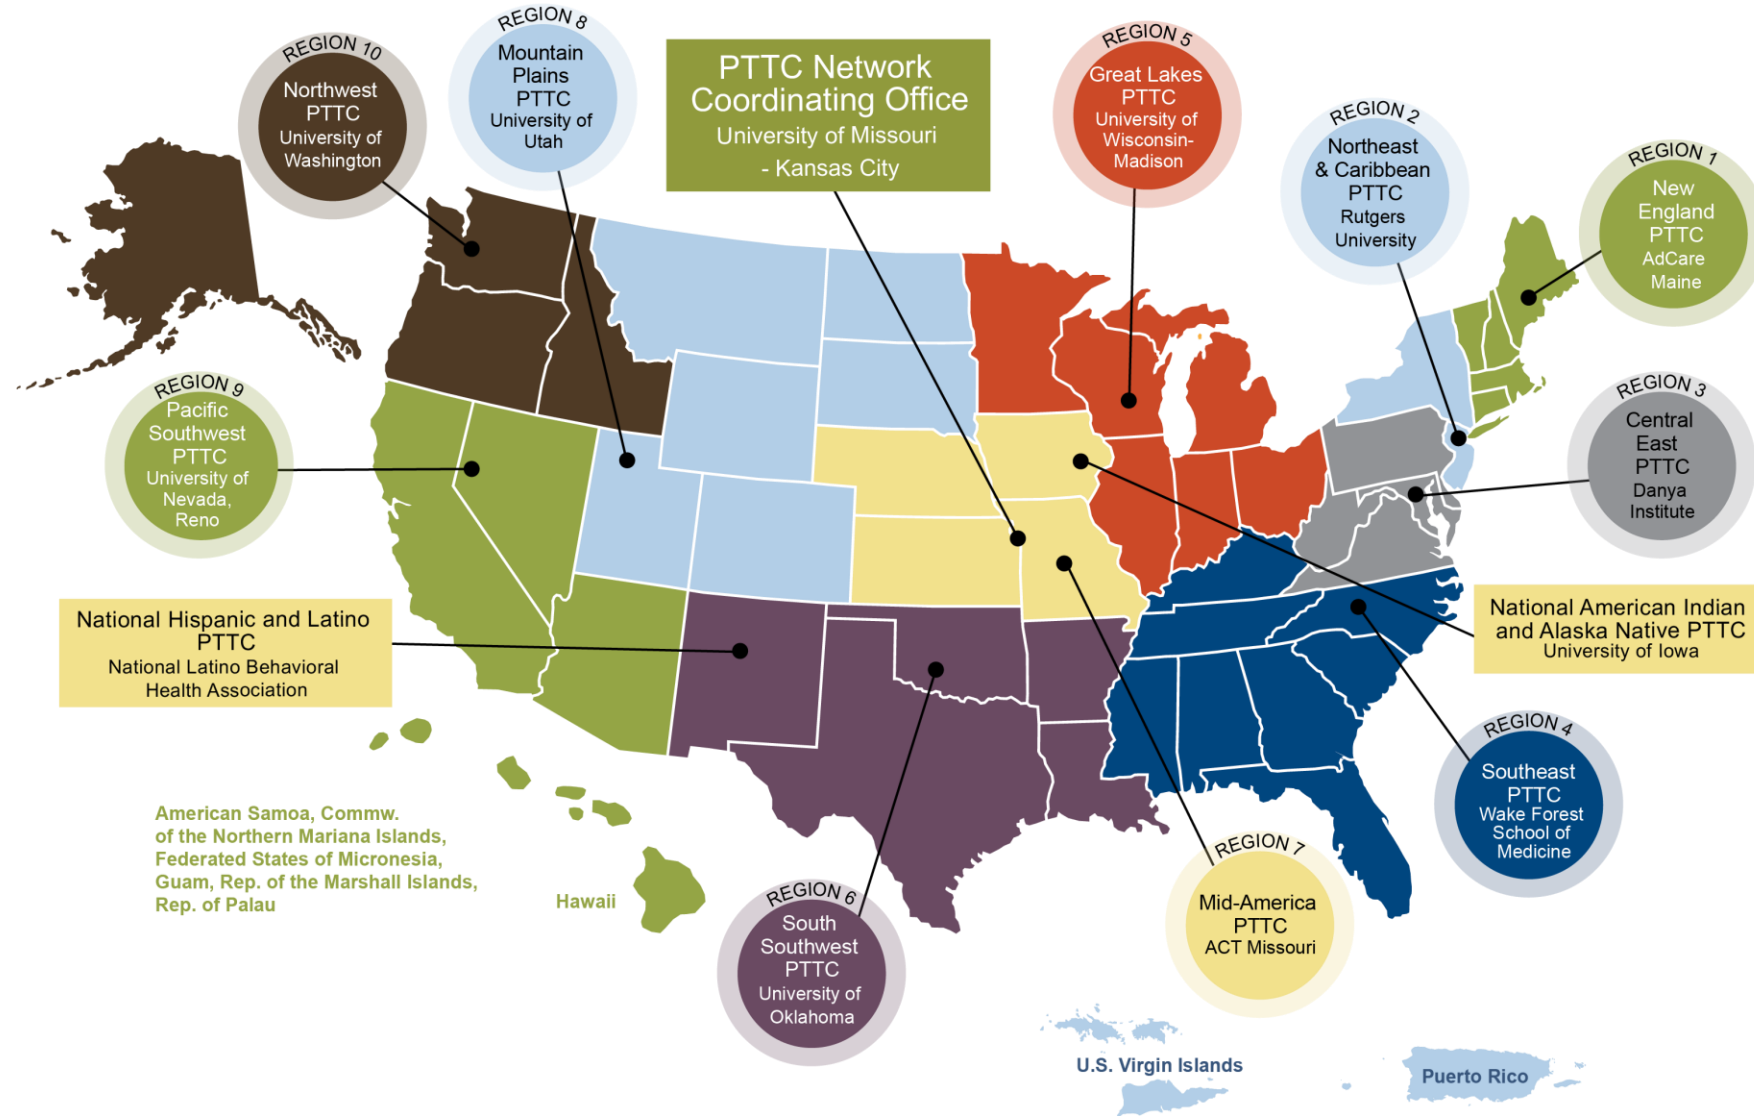 REGION 10
Northwest
PTTC
University of
Washington
REGION 8
Mountain
Plains
PTTC
University of
Utah
PTTC Network
Coordinating Office
University of Missouri
- Kansas City
REGION 5
Great Lakes
PTTC
University of
Wisconsin-
Madison
REGION 2
Northeast
& Caribbean
PTTC
Rutgers
University
REGION 1
New
England
PTTC
AdCare
Maine
REGION 9
Pacific
Southwest
PTTC
University of
Nevada,
Reno
REGION 3
Central
East
PTTC
Danya
Institute
National Hispanic and Latino
PTTC
National Latino Behavioral
Health Association
National American Indian
and Alaska Native PTTC
University of Iowa
REGION 4
Southeast
PTTC
Wake Forest
School of
Medicine
American Samoa, Commw.
of the Northern Mariana Islands,
Federated States of Micronesia,
Guam, Rep. of the Marshall Islands,
Rep. of Palau
Hawaii
REGION 6
South
Southwest
PTTC
University of
Oklahoma
REGION 7
Mid-America
PTTC
ACT Missouri
U.S. Virgin Islands
Puerto Rico